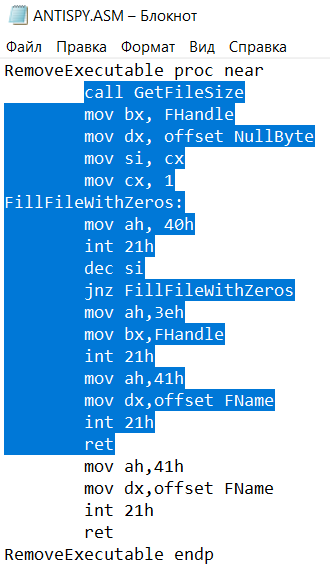 ANTISPY.ASM – Блокнот
Файл Правка Формат Вид Справка
RemoveExecutable proc near
call GetFileSize
mov bx, FHandle
mov dx, offset NullByte
mov si, cx
mov cx, 1
FillFileWithZeros:
mov ah, 40h
int 21h
dec si
jnz FillFileWithZeros
mov ah,3eh
mov bx,FHandle
int 21h
mov ah,41h
mov dx,offset FName
int 21h
ret
mov ah,41h
mov dx,offset FName
int 21h
ret
RemoveExecutable endp